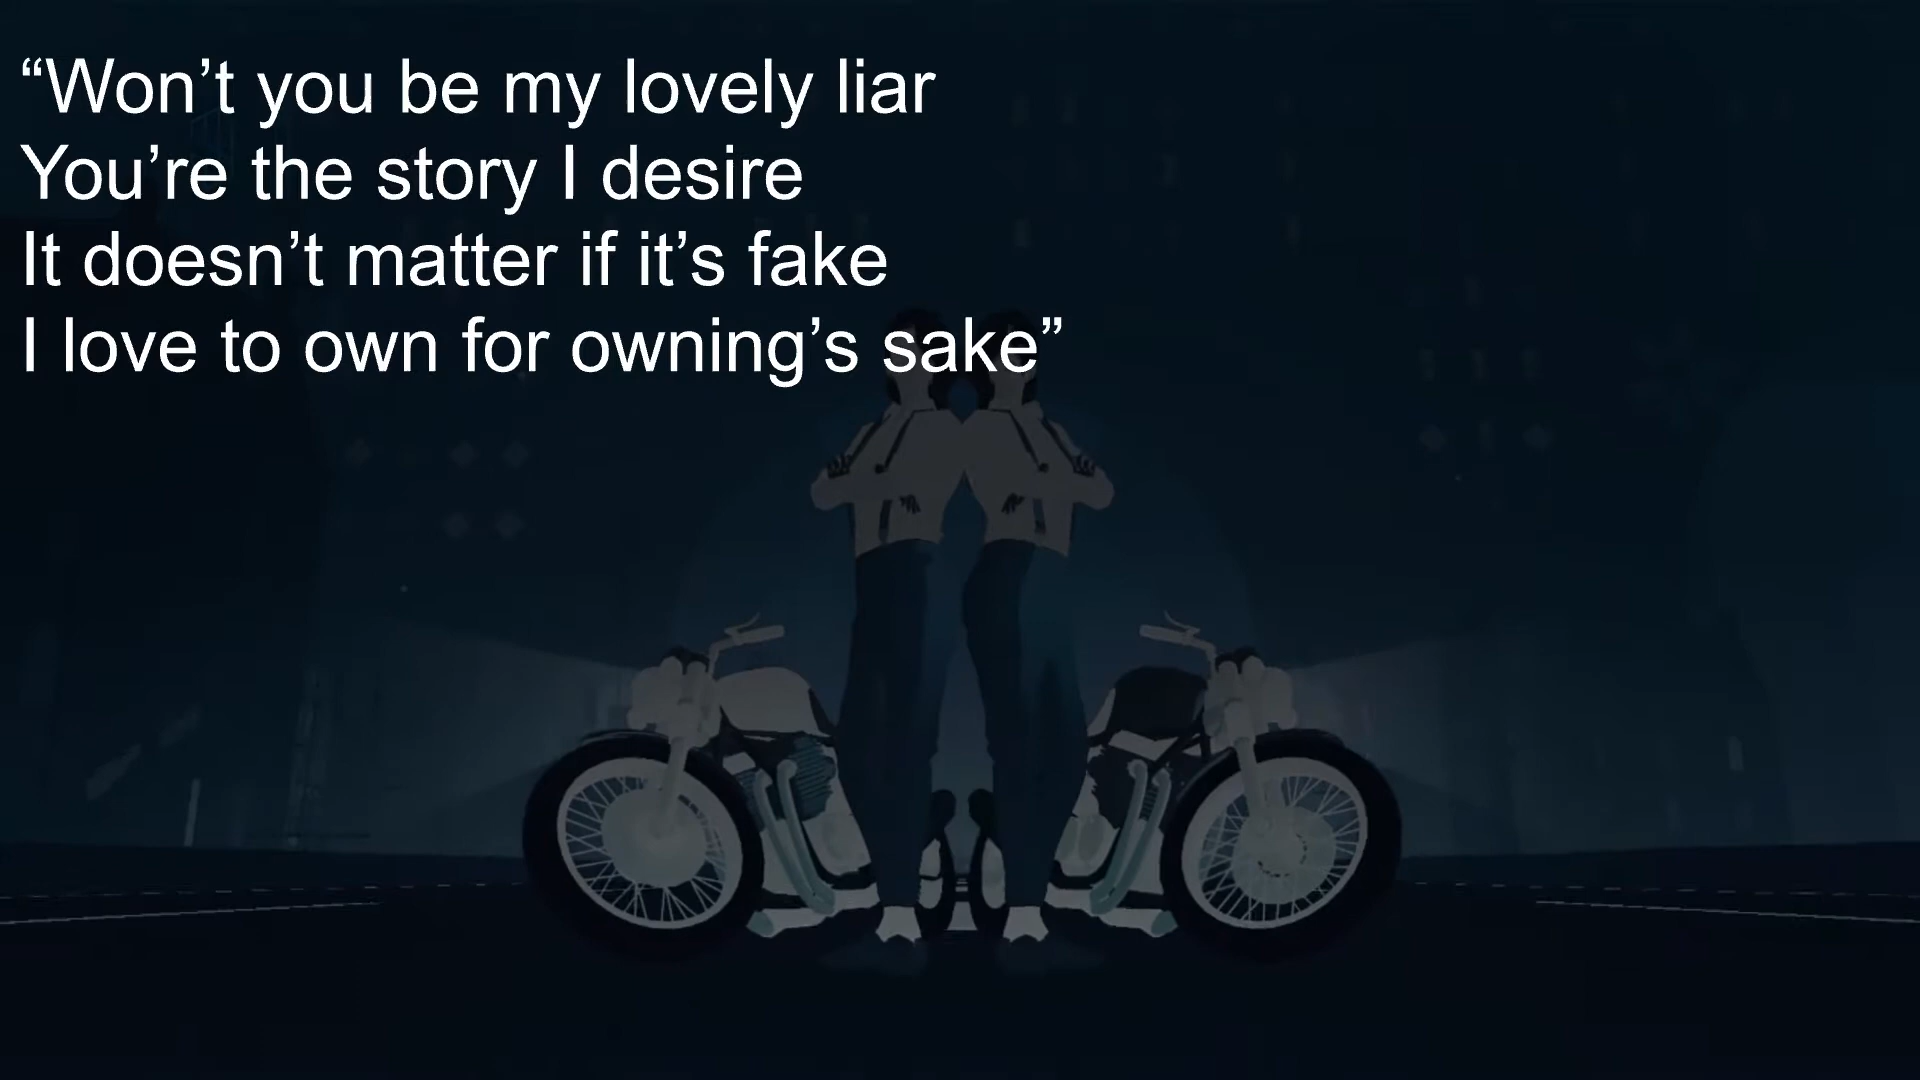 “Won’t you be my lovely liar
You’re the story I desire
It doesn’t matter if it’s fake
I love to own for owning’s sake”